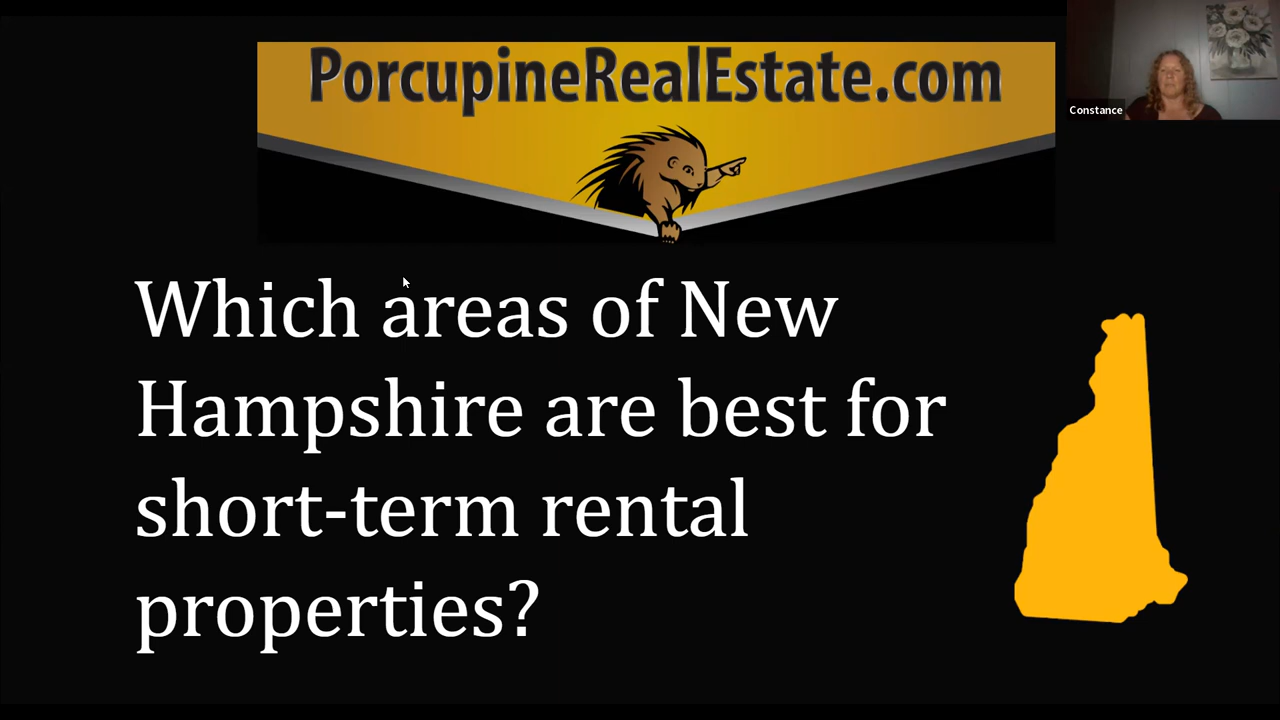 PorcupineRealEstate.com
Constance
Which areas of New
Hampshire are best for
short-term rental
properties?